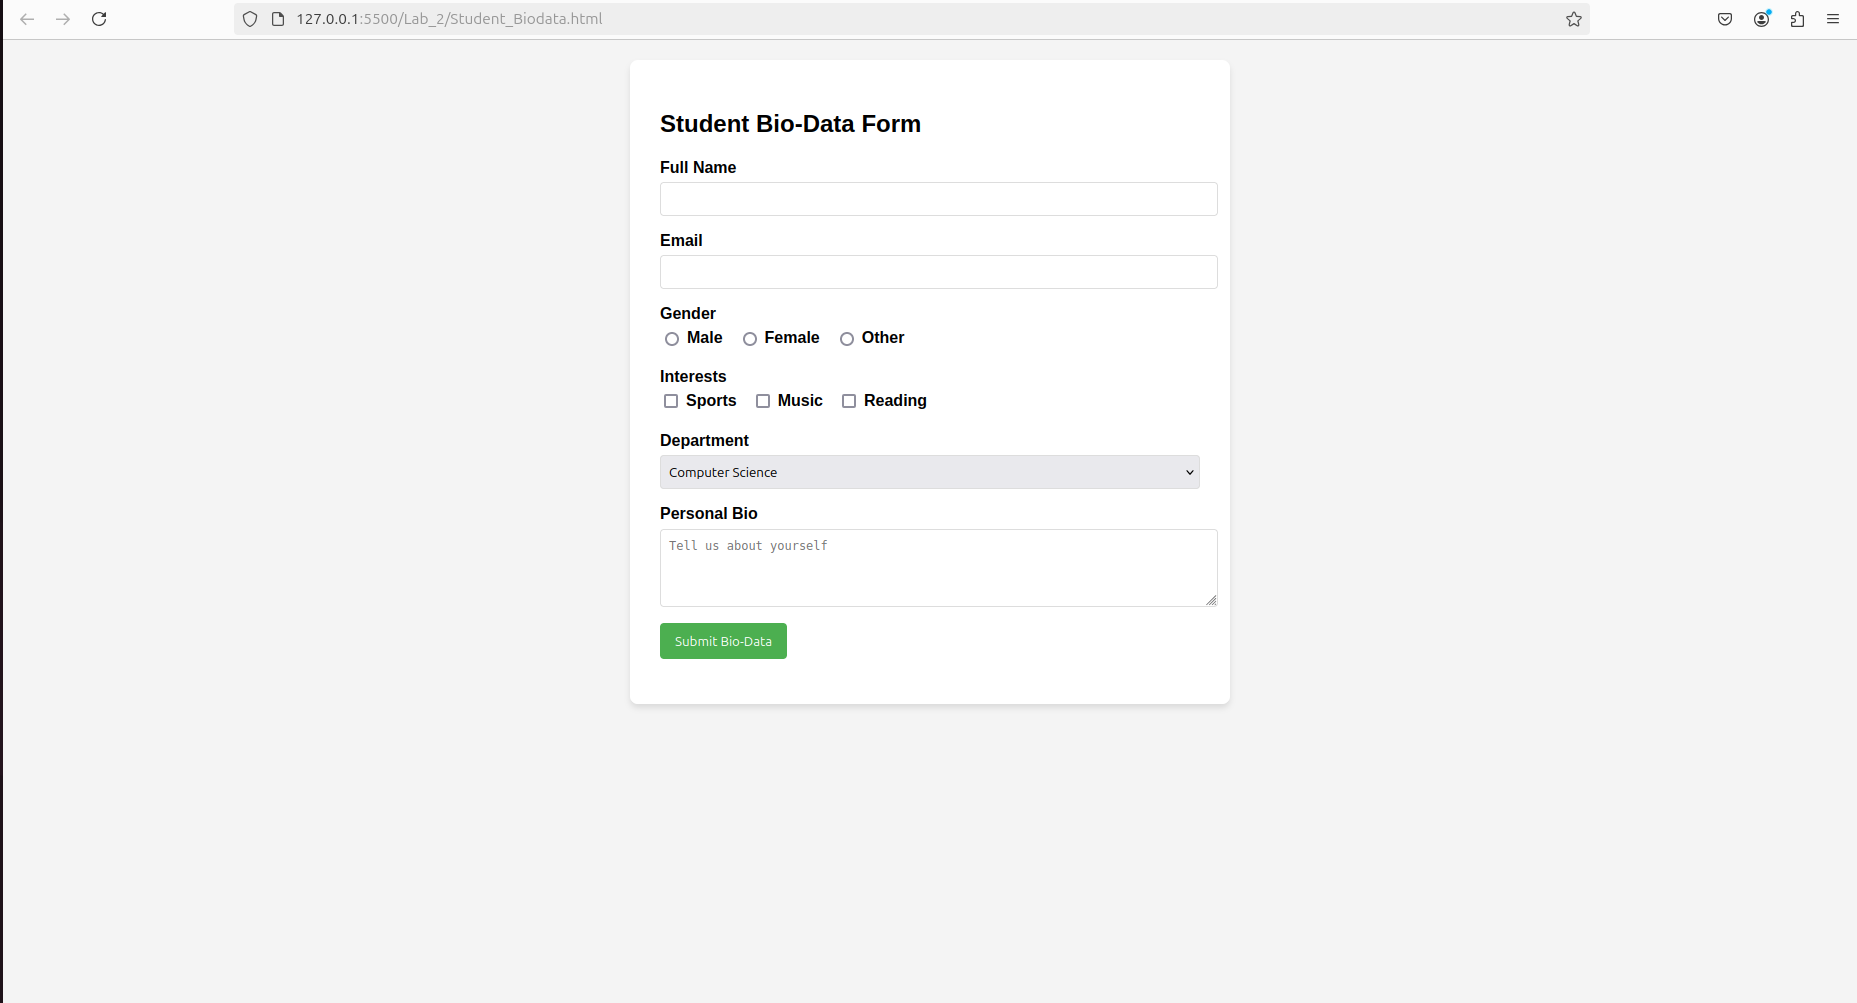 127.0.0.1:5500/Lab_2/Student_Biodata.html
Student Bio-Data Form
Full Name
Email
Gender
Male Female Other
Interests
Sports Music Reading
Department
Computer Science
Personal Bio
Tell us about yourself
Submit Bio-Data